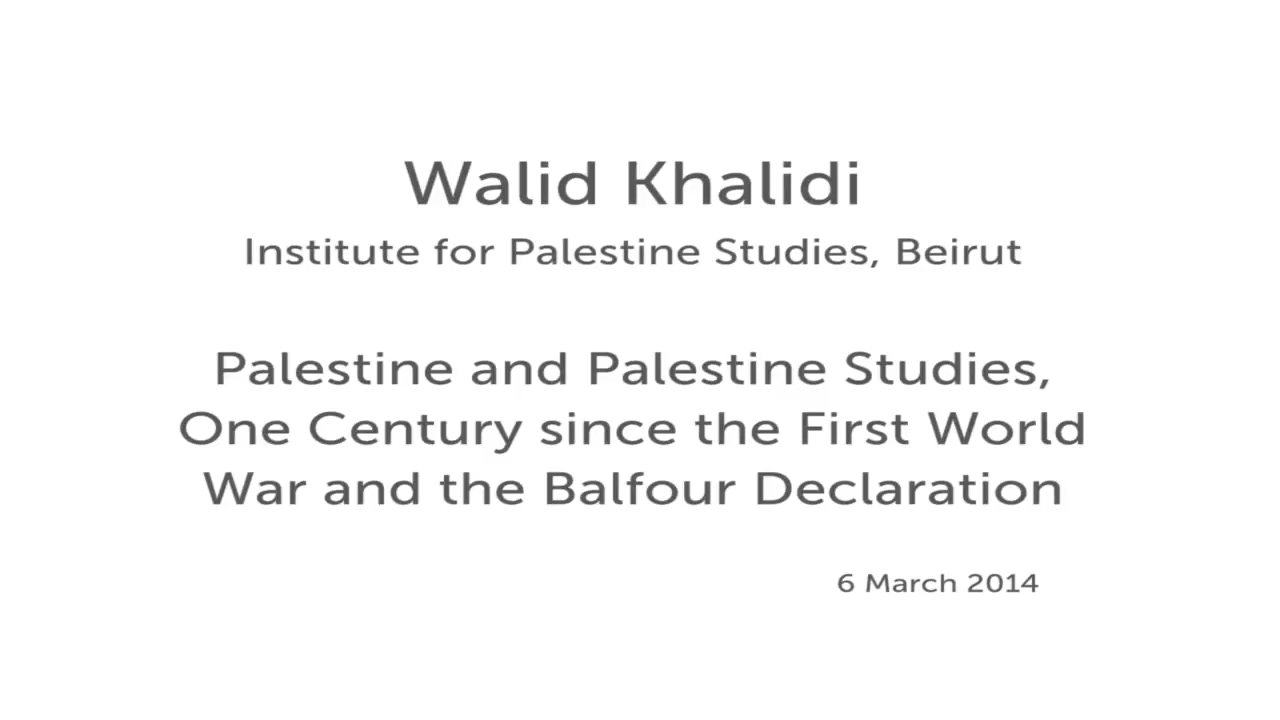 Walid Khalidi
Institute for Palestine Studies, Beirut
Palestine and Palestine Studies,
One Century since the First World
War and the Balfour Declaration
6 March 2014